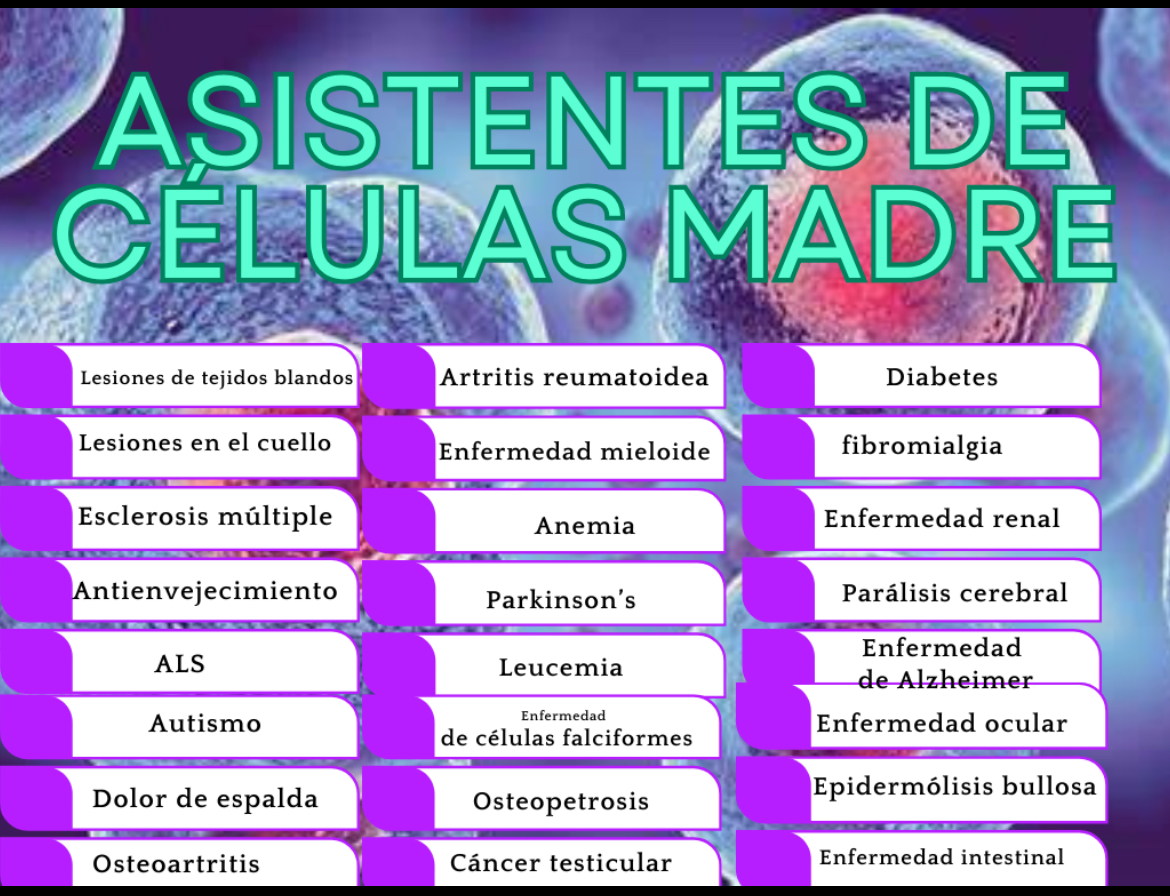 ASISTENTES DE
CÉLULAS MADRE
Lesiones de tejidos blandos
Lesiones en el cuello
Esclerosis múltiple
Antienvejecimiento
ALS
Autismo
Dolor de espalda
Osteoartritis
Artritis reumatoidea
Enfermedad mieloide
Anemia
Parkinson's
Leucemia
Enfermedad
de células falciformes
Osteopetrosis
Cáncer testicular
Diabetes
fibromialgia
Enfermedad renal
Parálisis cerebral
Enfermedad
de Alzheimer
Enfermedad ocular
Epidermólisis bullosa
Enfermedad intestinal